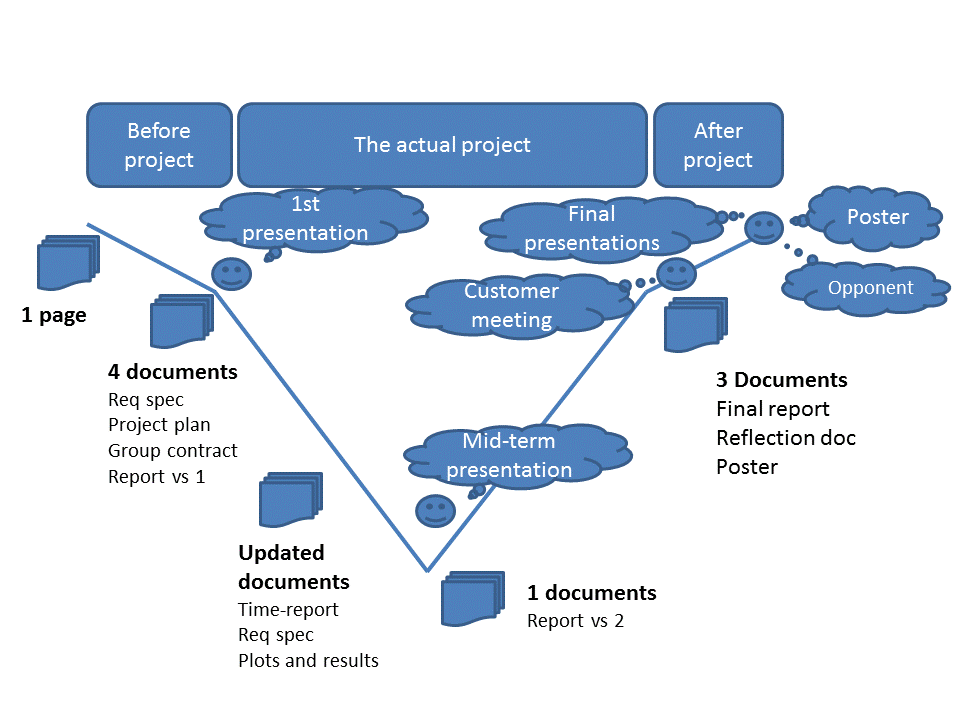 Before
project
The actual project
After
project
1st
presentation
Final
presentations
Poster
Customer
meeting
Opponent
1 page
4 documents
Req spec
Project plan
Group contract
Report vs 1
3 Documents
Final report
Reflection doc
Poster
Mid-term
presentation
Updated
documents
Time-report
Req spec
Plots and results
1 documents
Report vs 2